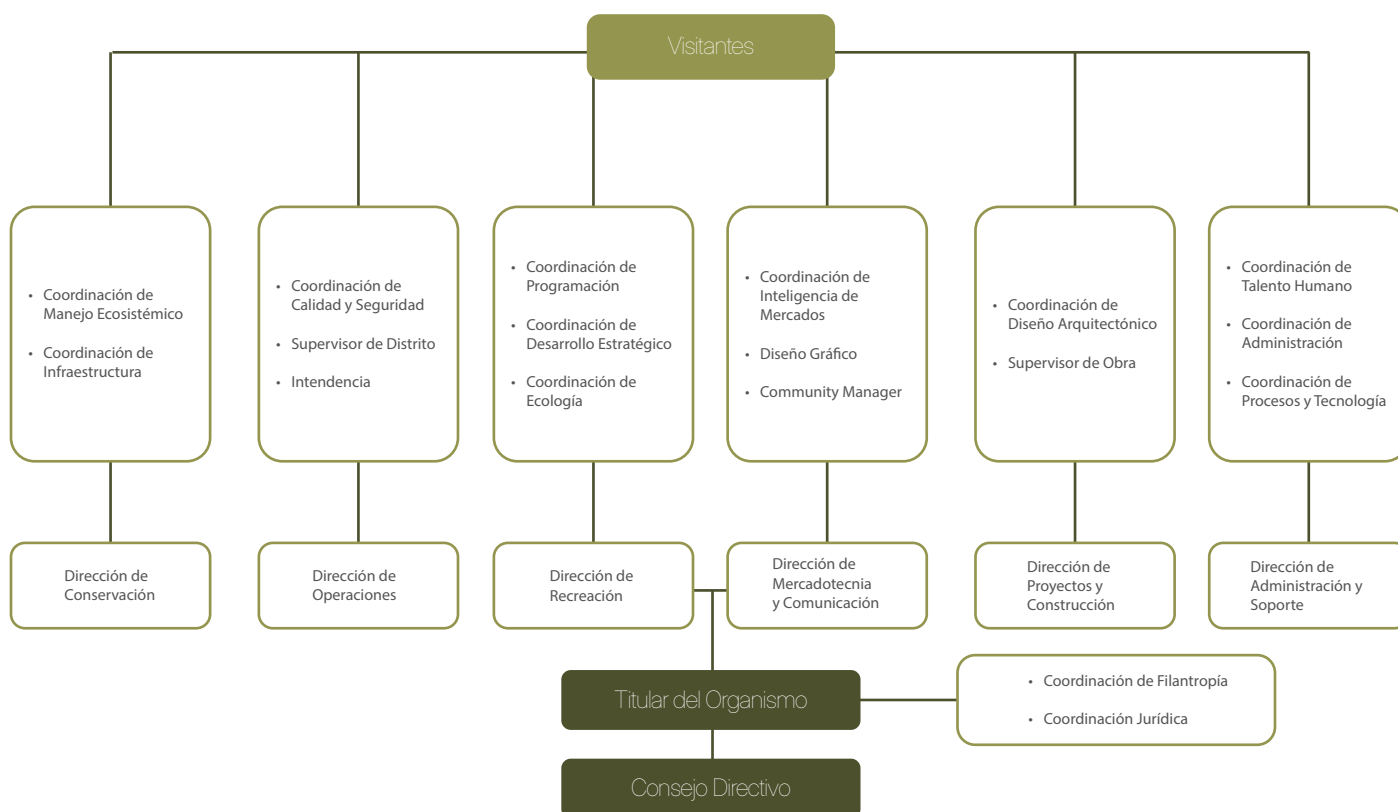 Visitantes
• Coordinación de
Manejo Ecosistémico
• Coordinación de
Infraestructura
• Coordinación de
Calidad y Seguridad
• Supervisor de Distrito
• Intendencia
• Coordinación de
Programación
• Coordinación de
Desarrollo Estratégico
• Coordinación de
Ecología
• Coordinación de
Inteligencia de
Mercados
• Diseño Gráfico
• Community Manager
• Coordinación de
Diseño Arquitectónico
• Supervisor de Obra
• Coordinación de
Talento Humano
• Coordinación de
Administración
• Coordinación de
Procesos y Tecnología
Dirección de
Conservación
Dirección de
Operaciones
Dirección de
Recreación
Dirección de
Mercadotecnia
y Comunicación
Dirección de
Proyectos y
Construcción
Dirección de
Administración y
Soporte
Titular del Organismo
• Coordinación de Filantropía
• Coordinación Jurídica
Consejo Directivo